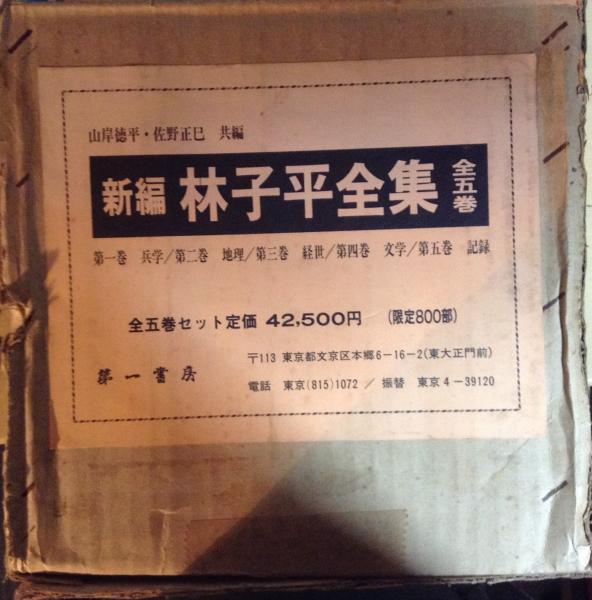 山岸徳平・佐野正巳 共編
新編 林子平全集 全五巻
第一巻 兵学/第二巻 地理/第三巻 経世/第四巻 文学/第五巻 記録
全五巻セット定価 42,500円 (限定800部)
第一書房
〒113 東京都文京区本郷6-16-2(東大正門前)
電話 東京(815)1072 / 振替 東京4-39120